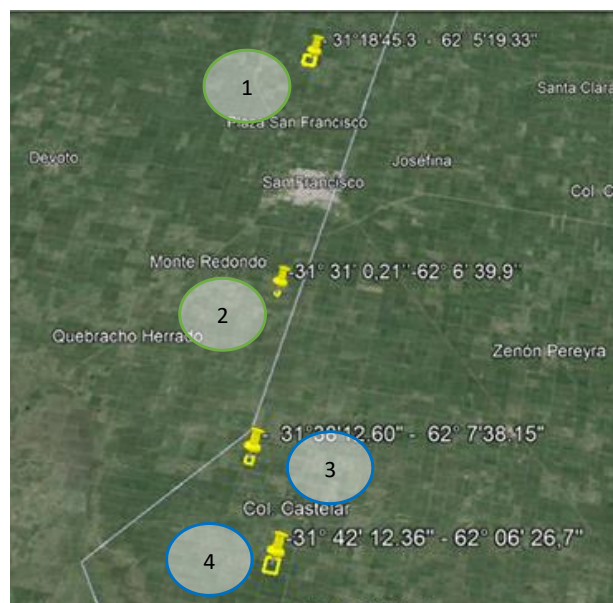 - 31°18'45.3 - 62° 5'19.33''
1
Santa Clara
Plaza San Francisco
Devoto
Josefina
San Francisco
Col. C
Monte Redondo
-31° 31' 0,21''-62° 6' 39,9''
2
Quebracho Herrado
Zenón Pereyra
- 31°38'12.60" - 62° 7'38.15"
3
Col. Castelar
-31° 42' 12.36" - 62° 06' 26,7"
4